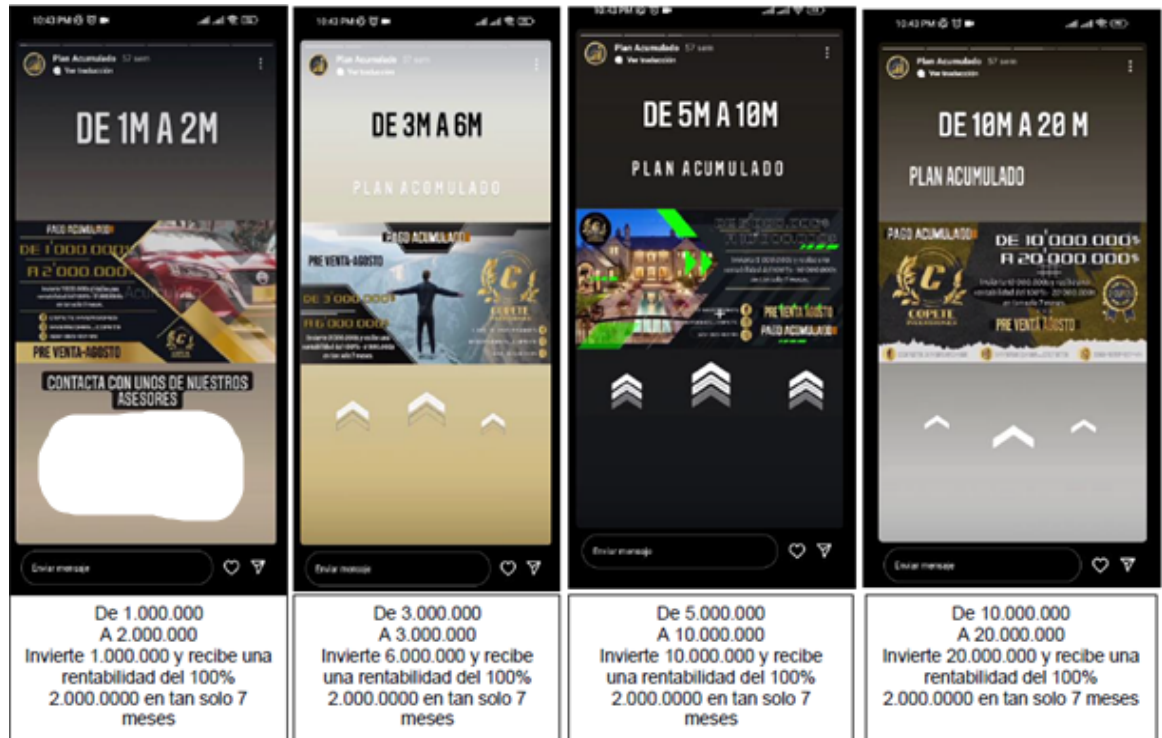 10:43 PM
Plan Acumulado 57 sem
Ver traducción
DE 1M A 2M
PAGO ACUMULADO
DE 1'000.000$
A 2'000.000$
COPETE
PRE VENTA-AGOSTO
CONTACTA CON UNOS DE NUESTROS
ASESORES
Enviar mensaje
De 1.000.000
A 2.000.000
Invierte 1.000.000 y recibe una
rentabilidad del 100%
2.000.0000 en tan solo 7
meses
10:43 PM
Plan Acumulado 57 sem
Ver traducción
DE 3M A 6M
PLAN ACOMULADO
PAGO ACUMULADO
PRE VENTA-AGOSTO
DE 3'000.000$
A 6'000.000$
C
COPETE
Enviar mensaje
De 3.000.000
A 3.000.000
Invierte 6.000.000 y recibe
una rentabilidad del 100%
2.000.0000 en tan solo 7
meses
10:43 PM
Plan Acumulado 57 sem
Ver traducción
DE 5M A 10M
PLAN ACUMULADO
PRE VENTA-AGOSTO
PAGO ACUMULADO
Enviar mensaje
De 5.000.000
A 10.000.000
Invierte 10.000.000 y recibe
una rentabilidad del 100%
2.000.0000 en tan solo 7
meses
10:43 PM
Plan Acumulado 57 sem
Ver traducción
DE 10M A 20 M
PLAN ACUMULADO
PAGO ACUMULADO
DE 10'000.000$
A 20'000.000$
C
COPETE
PRE VENTA AGOSTO
Enviar mensaje
De 10.000.000
A 20.000.000
Invierte 20.000.000 y recibe una
rentabilidad del 100%
2.000.0000 en tan solo 7 meses